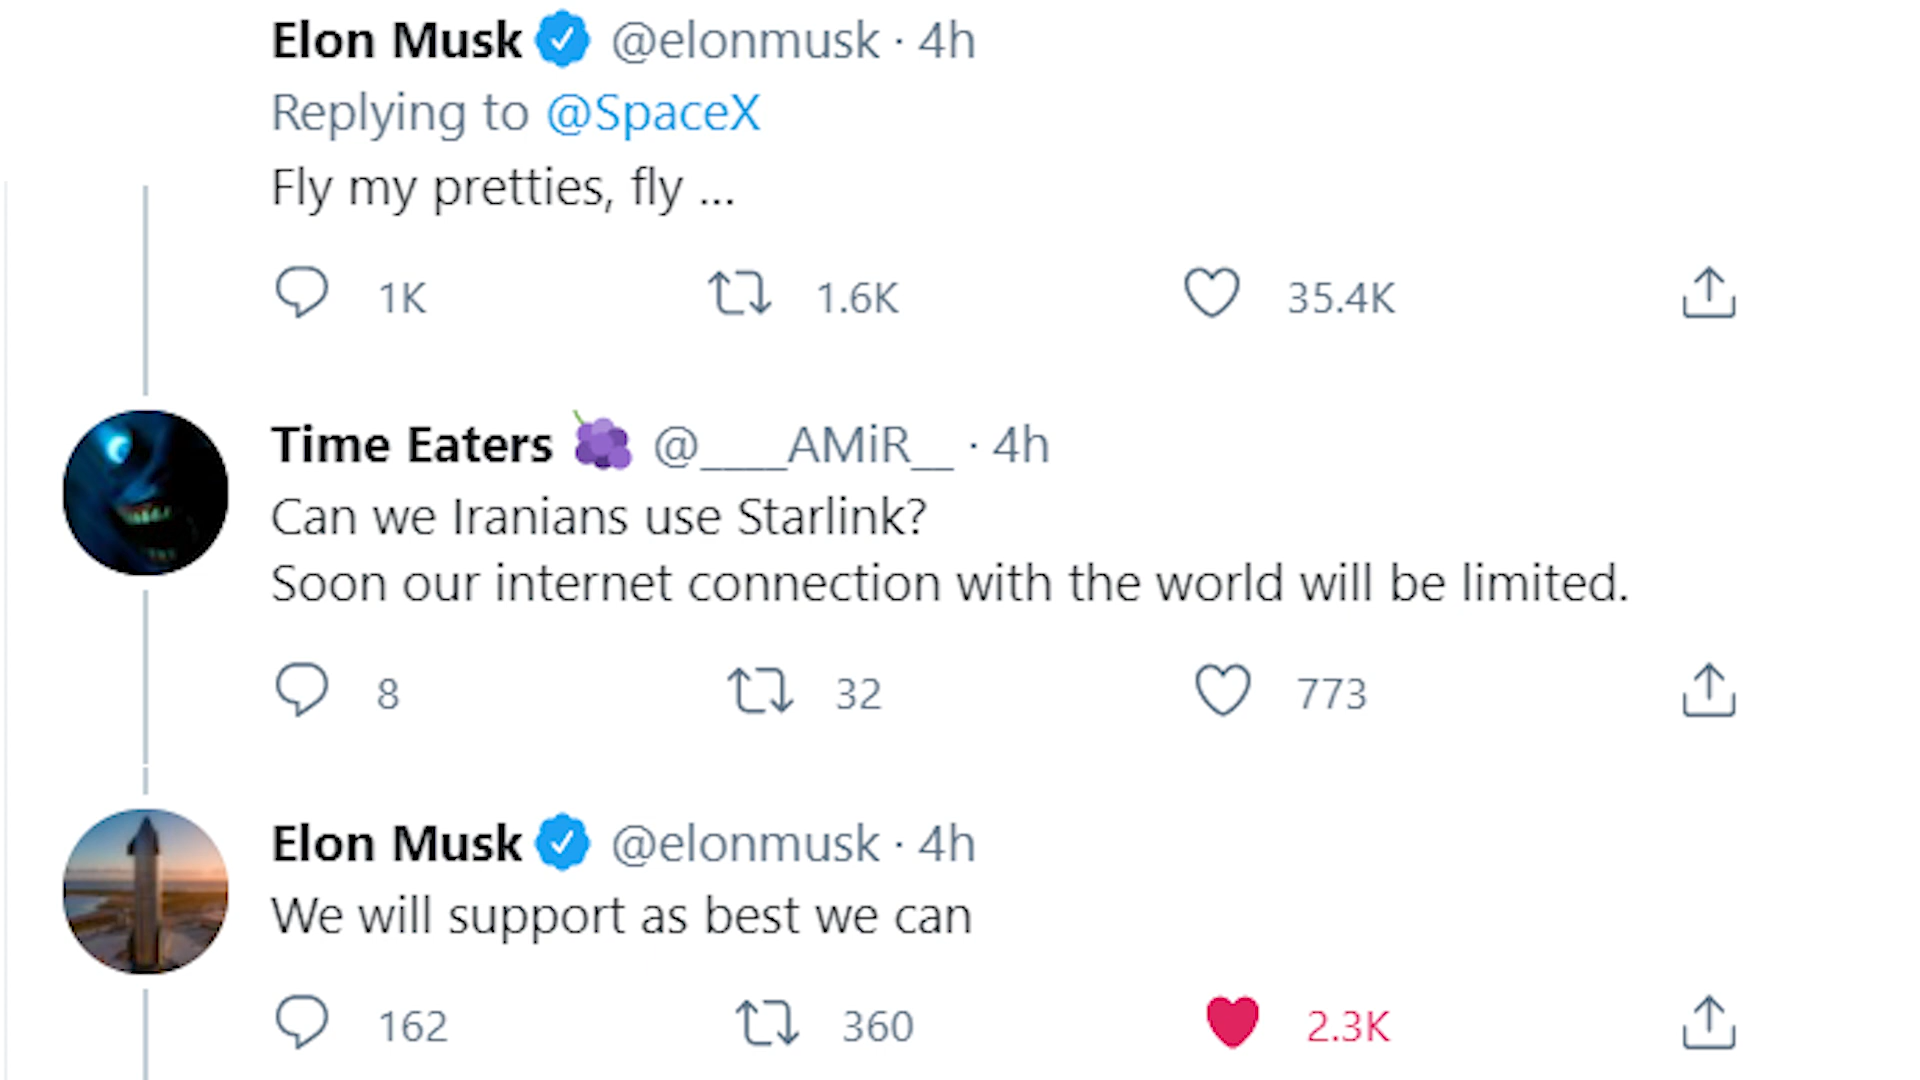 Elon Musk @elonmusk · 4h
Replying to @SpaceX
Fly my pretties, fly ...
1K 1.6K 35.4K
Time Eaters 🍇 @____AMiR__ · 4h
Can we Iranians use Starlink?
Soon our internet connection with the world will be limited.
8 32 773
Elon Musk @elonmusk · 4h
We will support as best we can
162 360 2.3K